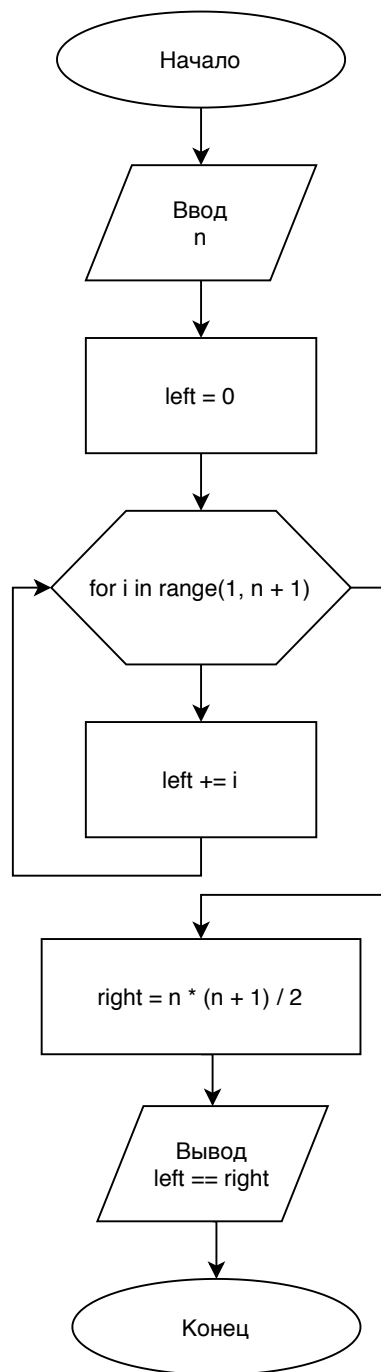 Начало
Ввод
n
left = 0
for i in range(1, n + 1)
left += i
right = n * (n + 1) / 2
Вывод
left == right
Конец